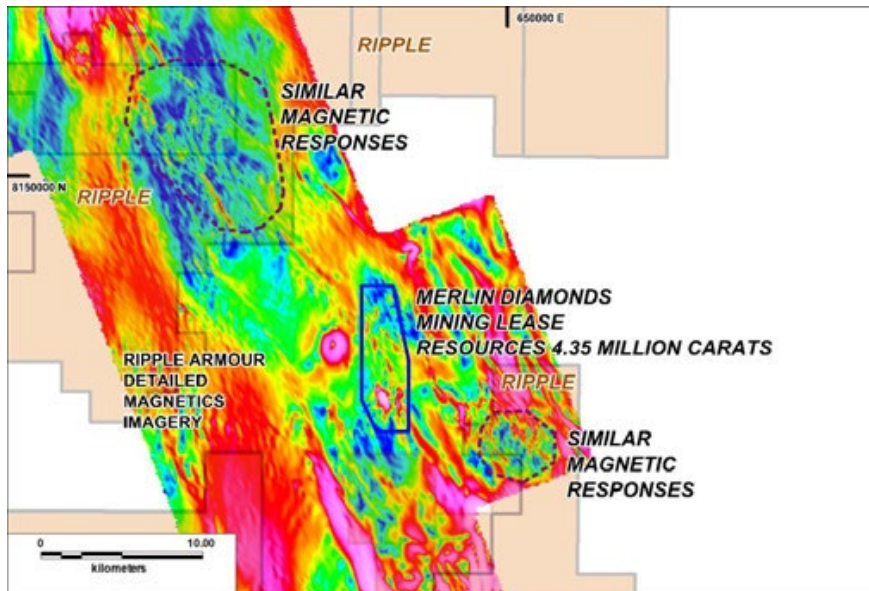 650000 E
RIPPLE
SIMILAR
MAGNETIC
RESPONSES
8150000 N
RIPPLE
RIPPLE
MERLIN DIAMONDS
MINING LEASE
RESOURCES 4.35 MILLION CARATS
RIPPLE ARMOUR
DETAILED
MAGNETICS
IMAGERY
RIPPLE
SIMILAR
MAGNETIC
RESPONSES
0 10.00
kilometers